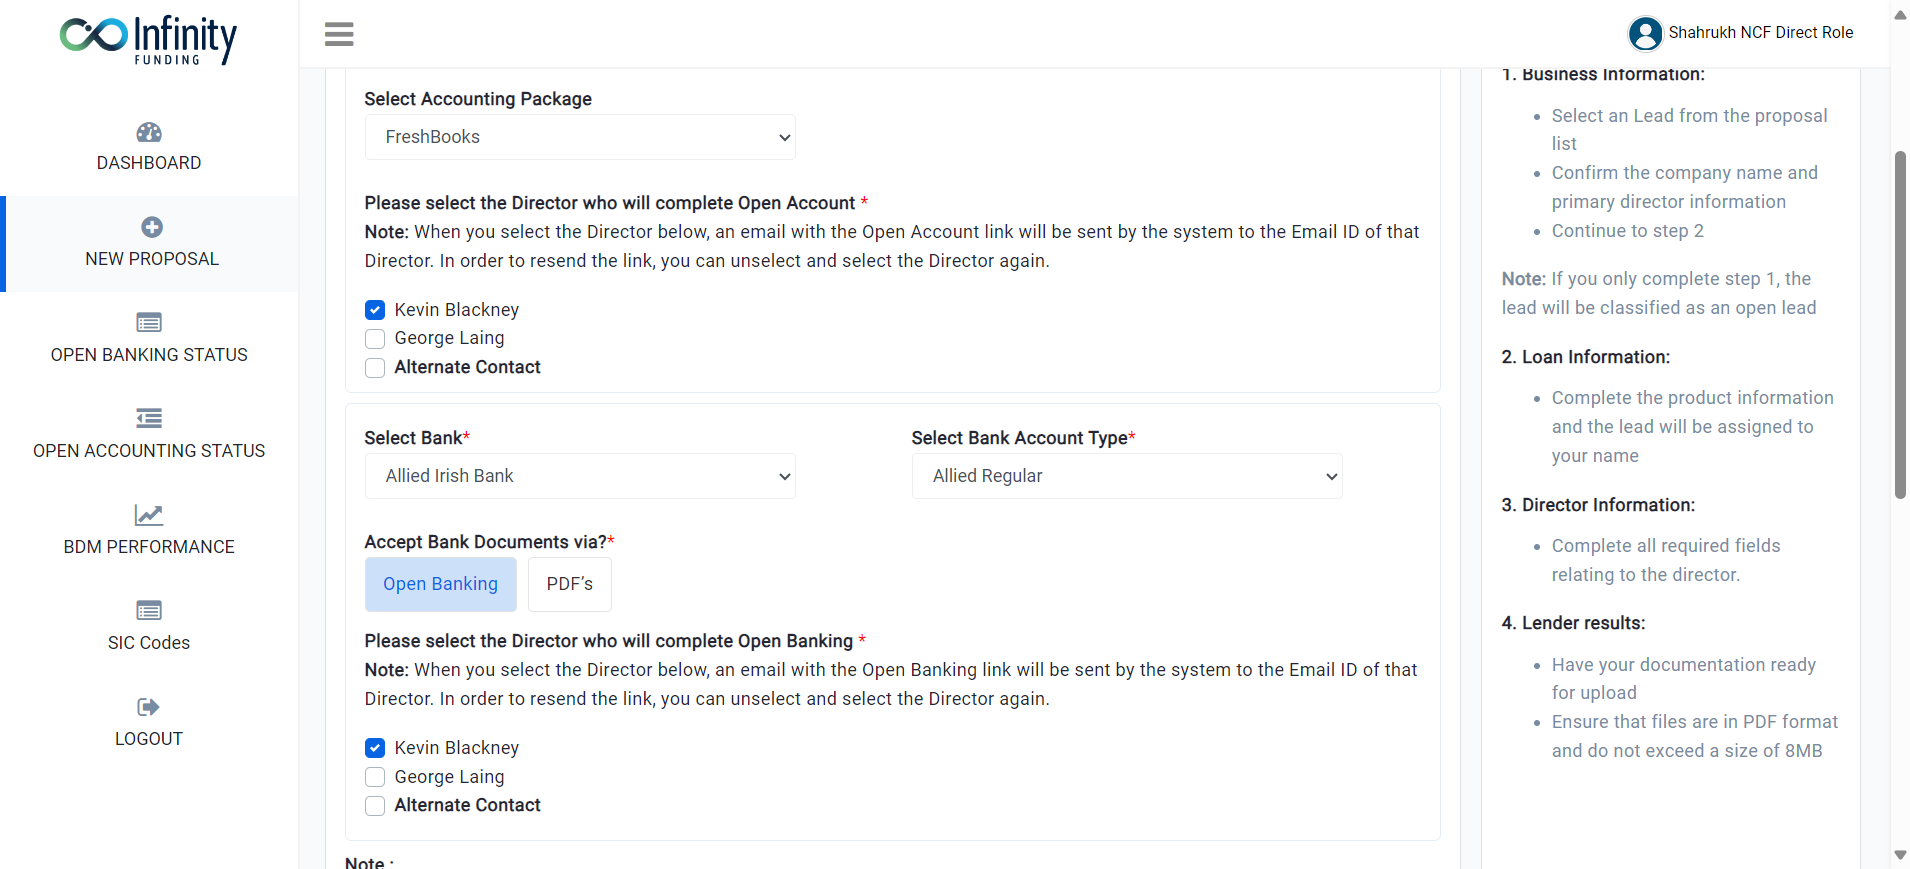 Infinity
FUNDING
DASHBOARD
NEW PROPOSAL
OPEN BANKING STATUS
OPEN ACCOUNTING STATUS
BDM PERFORMANCE
SIC Codes
LOGOUT
Shahrukh NCF Direct Role
Select Accounting Package
FreshBooks
Please select the Director who will complete Open Account *
Note: When you select the Director below, an email with the Open Account link will be sent by the system to the Email ID of that
Director. In order to resend the link, you can unselect and select the Director again.
Kevin Blackney
George Laing
Alternate Contact
Select Bank*
Allied Irish Bank
Select Bank Account Type*
Allied Regular
Accept Bank Documents via?*
Open Banking
PDF’s
Please select the Director who will complete Open Banking *
Note: When you select the Director below, an email with the Open Banking link will be sent by the system to the Email ID of that
Director. In order to resend the link, you can unselect and select the Director again.
Kevin Blackney
George Laing
Alternate Contact
Note :
1. Business Information:
• Select an Lead from the proposal
list
• Confirm the company name and
primary director information
• Continue to step 2
Note: If you only complete step 1, the
lead will be classified as an open lead
2. Loan Information:
• Complete the product information
and the lead will be assigned to
your name
3. Director Information:
• Complete all required fields
relating to the director.
4. Lender results:
• Have your documentation ready
for upload
• Ensure that files are in PDF format
and do not exceed a size of 8MB